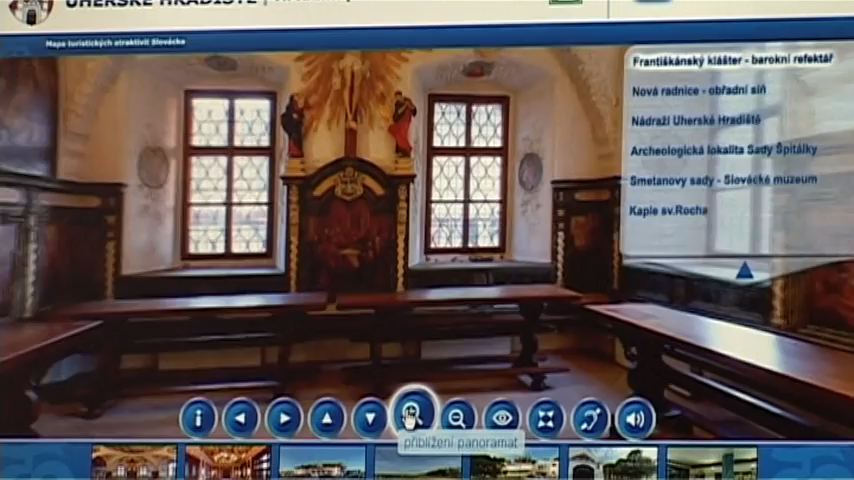 UHERSKÉ HRADIŠTĚ
Mapa turistických atraktivit Slovácka
Františkánský klášter - barokní refektář
Nová radnice - obřadní síň
Nádraží Uherské Hradiště
Archeologická lokalita Sady Špitálky
Smetanovy sady - Slovácké muzeum
Kaple sv.Rocha
přiblížení panoramat